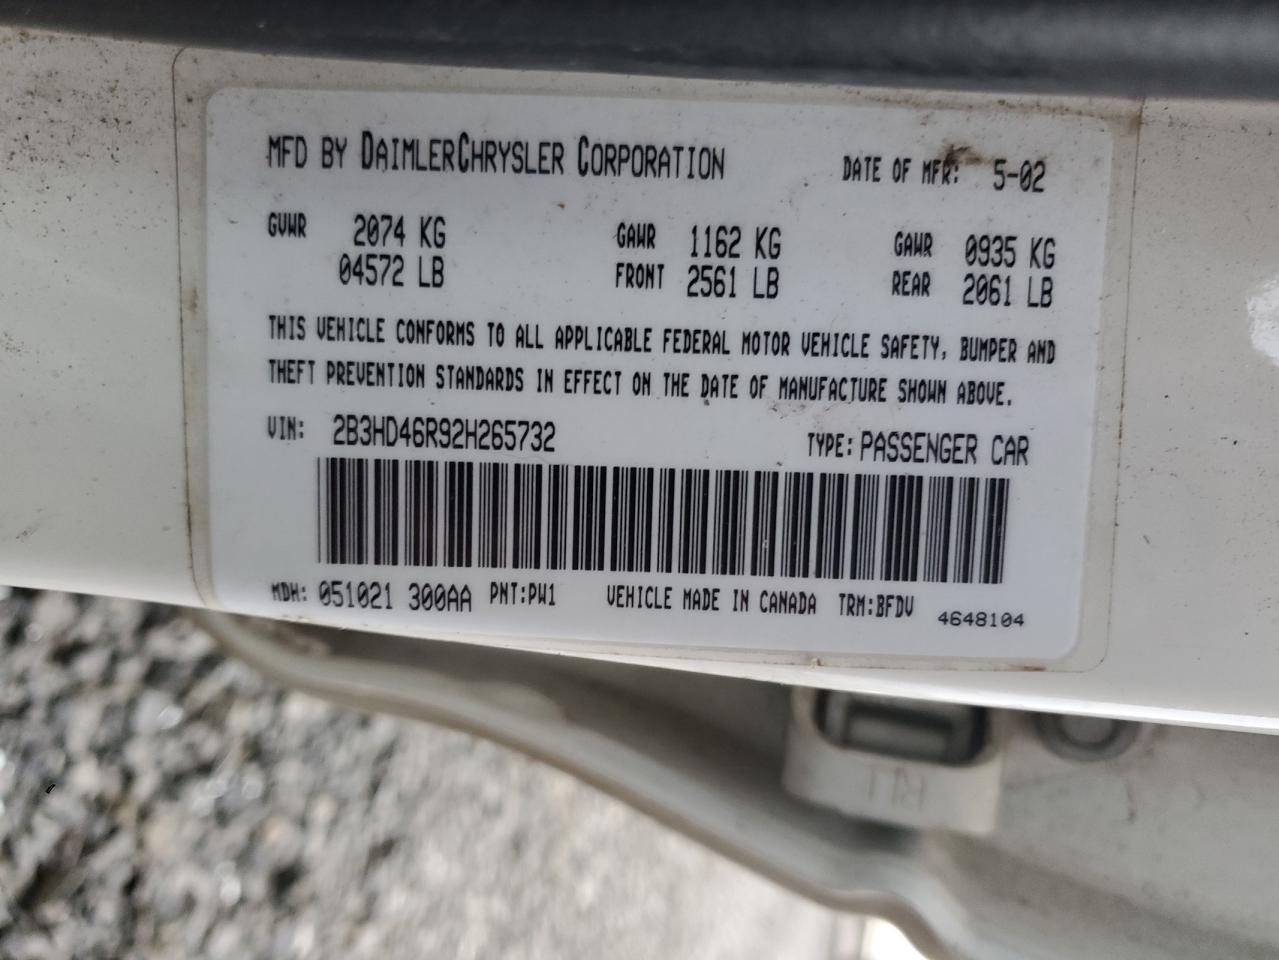 MFD BY DAIMLERCHRYSLER CORPORATION DATE OF MFR: 5-02
GVWR 2074 KG GAWR 1162 KG GAWR 0935 KG
04572 LB FRONT 2561 LB REAR 2061 LB
THIS VEHICLE CONFORMS TO ALL APPLICABLE FEDERAL MOTOR VEHICLE SAFETY, BUMPER AND
THEFT PREVENTION STANDARDS IN EFFECT ON THE DATE OF MANUFACTURE SHOWN ABOVE.
VIN: 2B3HD46R92H265732 TYPE: PASSENGER CAR
MDH: 051021 300AA PNT:PW1 VEHICLE MADE IN CANADA TRM:BFDV 4648104